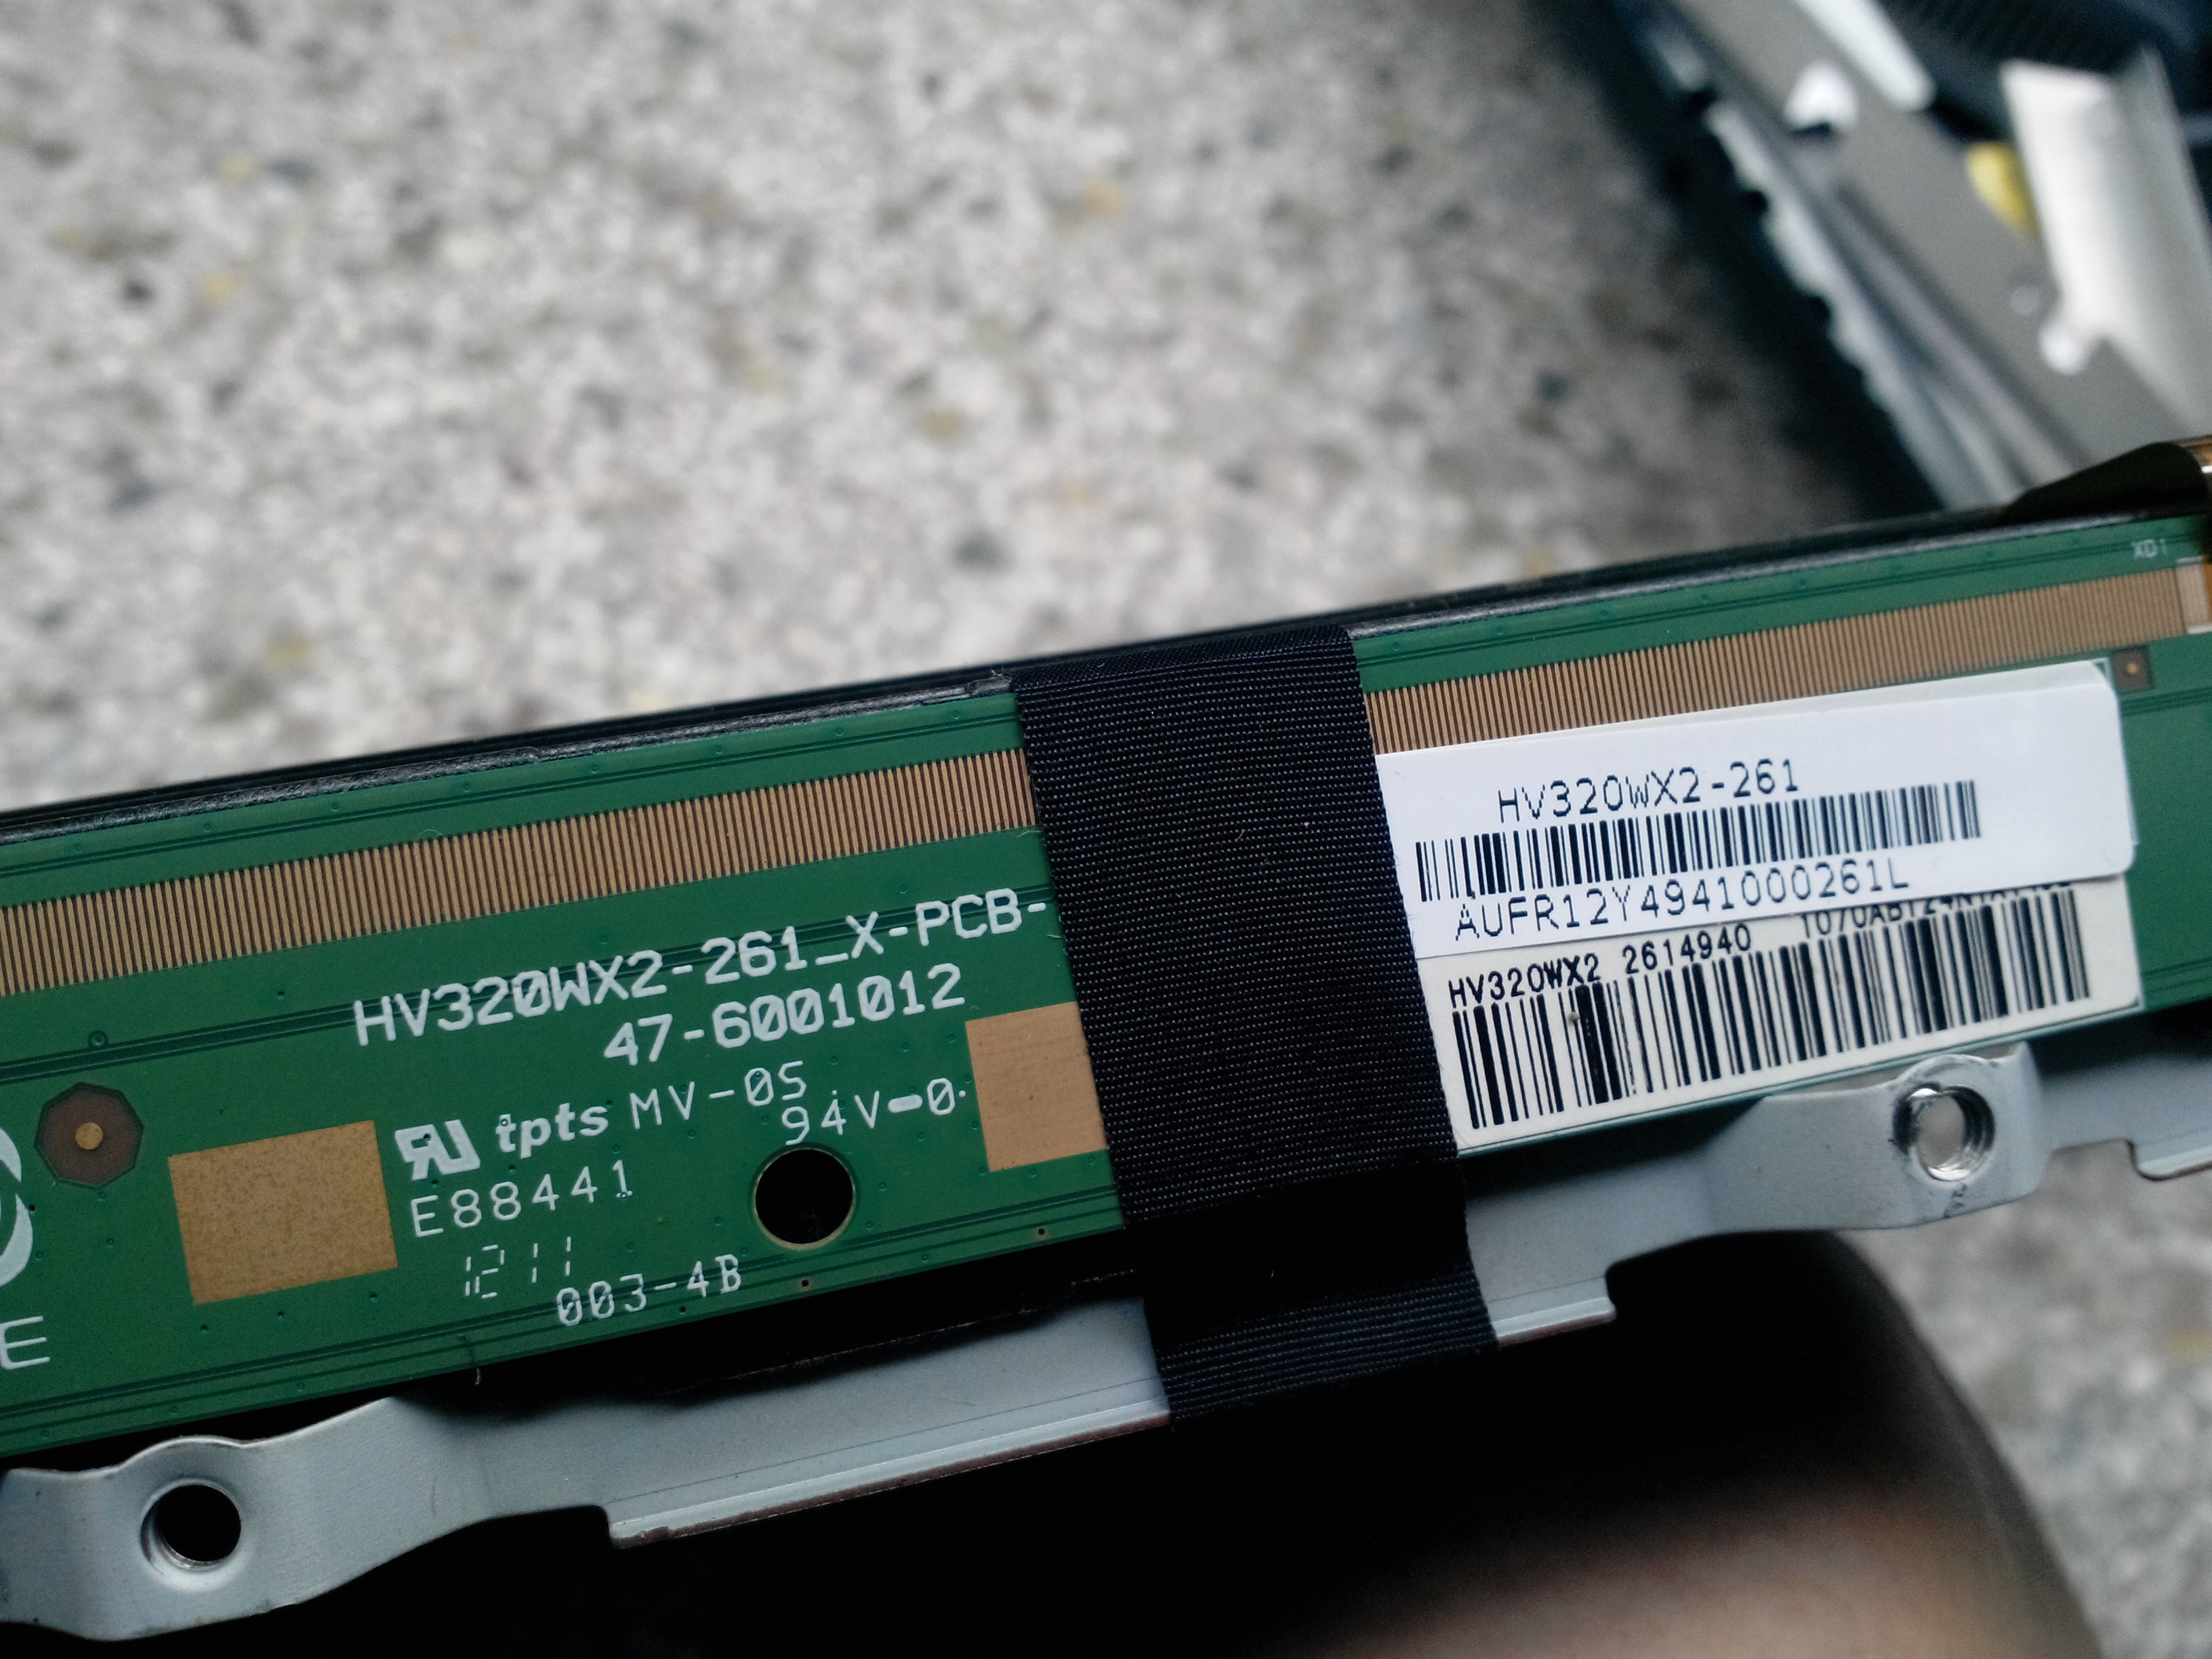 XD1
HV320WX2-261
AUFR12Y4941000261L
HV320WX2 2614940
HV320WX2-261_X-PCB-
47-6001012
tpts MV-0S
94V-0
E88441
1211
003-4B
E